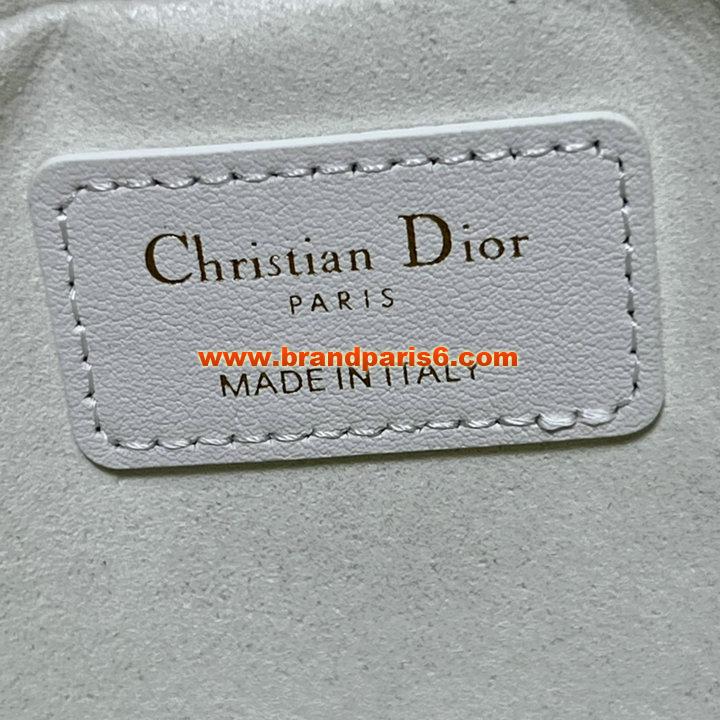 Christian Dior
PARIS
www.brandparis6.com
MADE IN ITALY